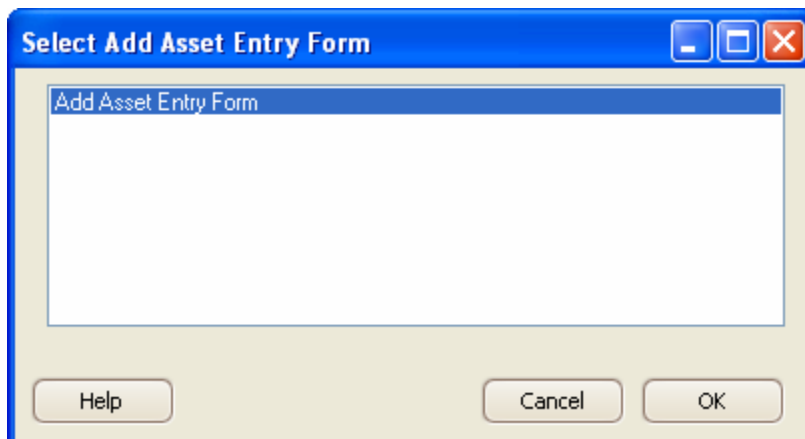 Select Add Asset Entry Form
Add Asset Entry Form
Help
Cancel
OK